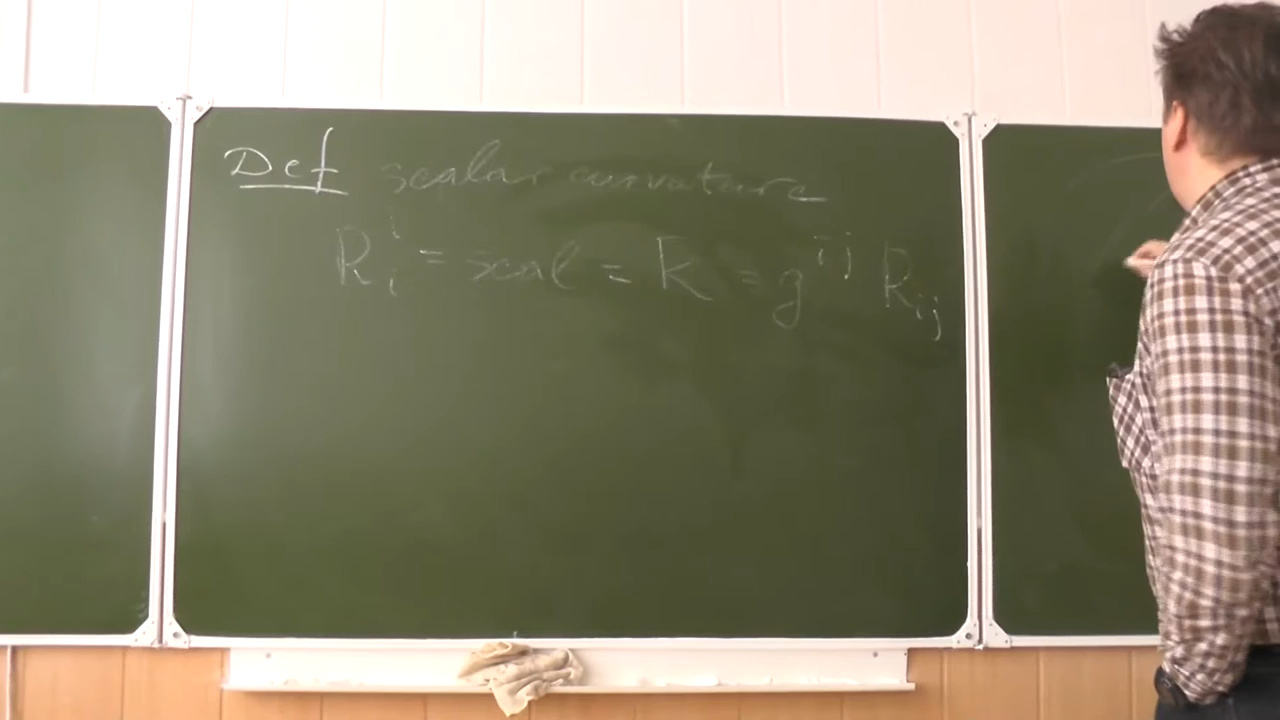 Def scalar curvature
R_i^i = scal = K = g^{ij} R_{ij}